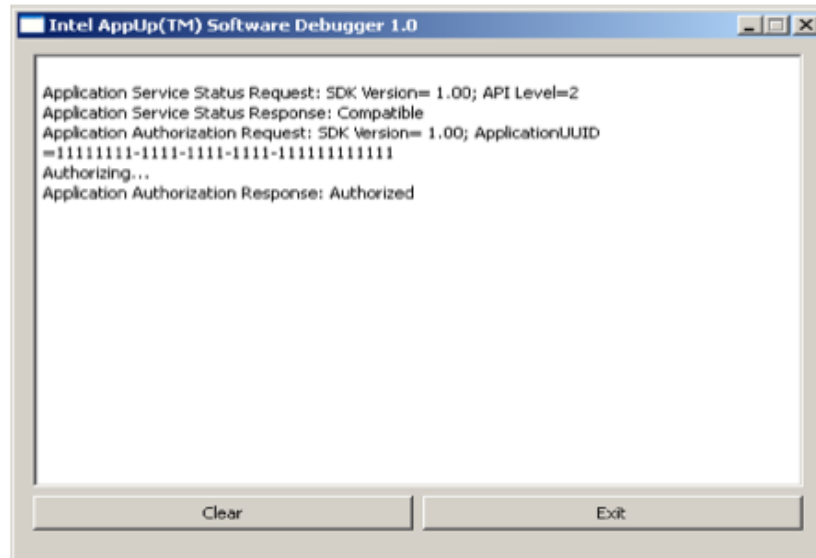 Intel AppUp(TM) Software Debugger 1.0
Application Service Status Request: SDK Version= 1.00; API Level=2
Application Service Status Response: Compatible
Application Authorization Request: SDK Version= 1.00; ApplicationUUID
=11111111-1111-1111-1111-111111111111
Authorizing...
Application Authorization Response: Authorized
Clear
Exit